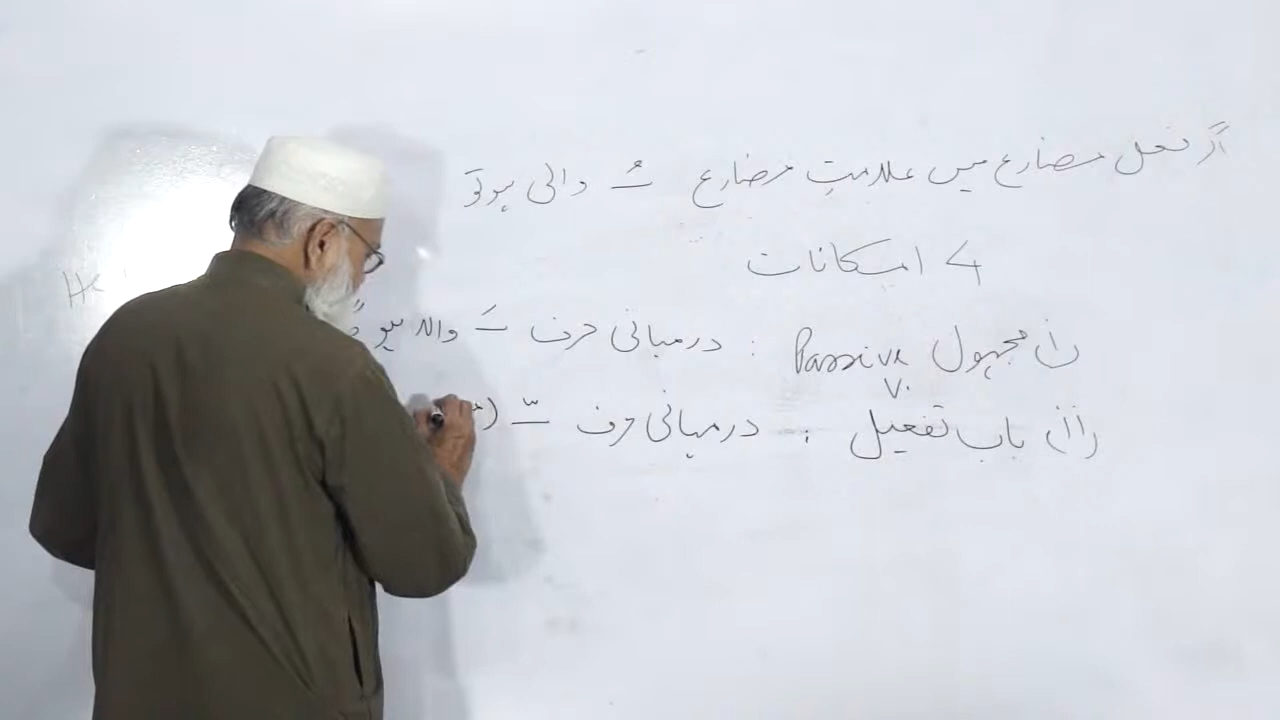 اگر فعل مضارع میں علامتِ مضارع ـُ والی ہو تو
4 امکانات
(i) مجہول Passive V. : درمیانی حرف ـَ والا ہو
(ii) باب تفعیل : درمیانی حرف ـّ (